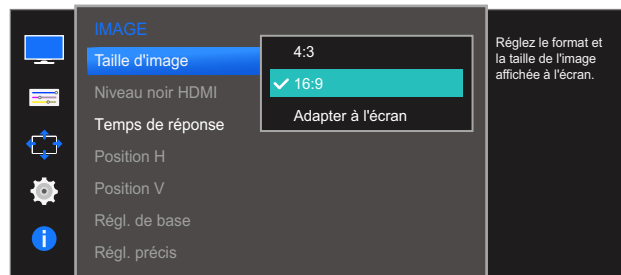 IMAGE
Taille d'image
Niveau noir HDMI
Temps de réponse
Position H
Position V
Régl. de base
Régl. précis
4:3
16:9
Adapter à l'écran
Réglez le format et
la taille de l'image
affichée à l'écran.